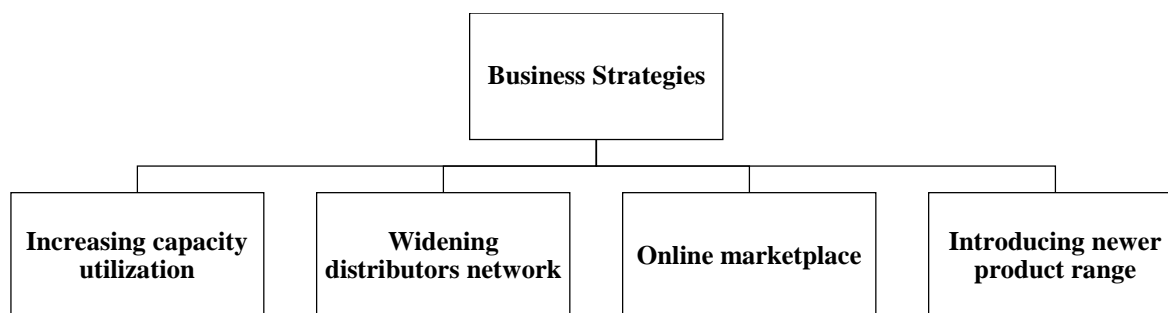 Business Strategies
Increasing capacity
utilization
Widening
distributors network
Online marketplace
Introducing newer
product range